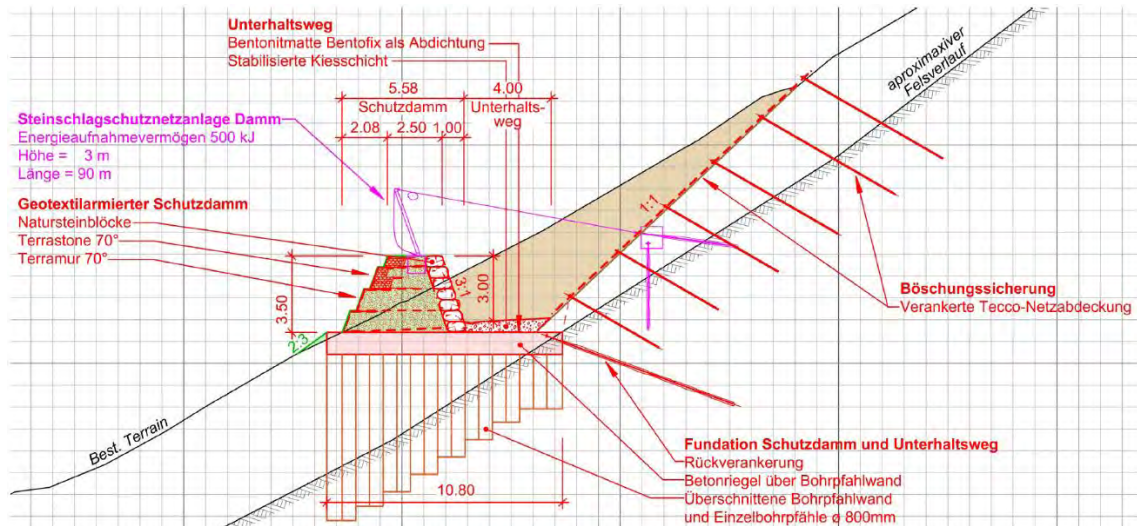 Unterhaltsweg
Bentonitmatte Bentofix als Abdichtung
Stabilisierte Kiesschicht
5.58
4.00
Schutzdamm
Unterhalts-
weg
2.08
2.50
1.00
Steinschlagschutznetzanlage Damm
Energieaufnahmevermögen 500 kJ
Höhe = 3 m
Länge = 90 m
Geotextilarmierter Schutzdamm
Natursteinblöcke
Terrastone 70°
Terramur 70°
3.50
3:1
3.00
1:1
2:3
aproximaxiver
Felsverlauf
Böschungssicherung
Verankerte Tecco-Netzabdeckung
Best. Terrain
10.80
Fundation Schutzdamm und Unterhaltsweg
Rückverankerung
Betonriegel über Bohrpfahlwand
Überschnittene Bohrpfahlwand
und Einzelbohrpfähle ø 800mm